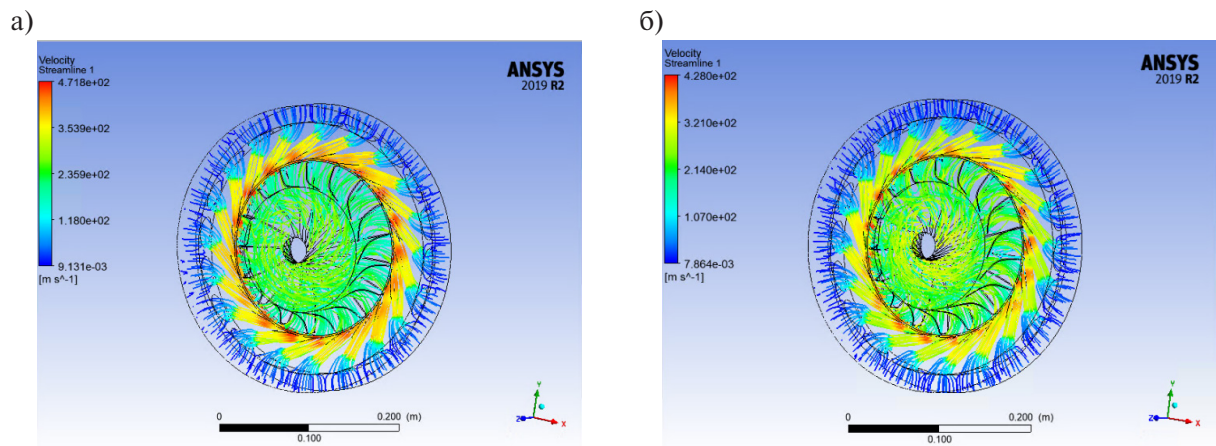 а)
Velocity
Streamline 1
4.718e+02
3.539e+02
2.359e+02
1.180e+02
9.131e-03
[m s^-1]
ANSYS
2019 R2
0
0.200 (m)
0.100
Y
Z
X
б)
Velocity
Streamline 1
4.280e+02
3.210e+02
2.140e+02
1.070e+02
7.864e-03
[m s^-1]
ANSYS
2019 R2
0
0.200 (m)
0.100
Y
Z
X